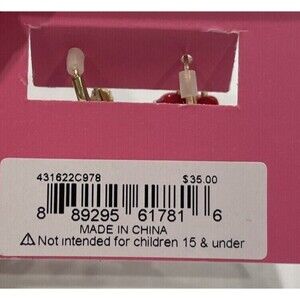 431622C978 $35.00
8 89295 61781 6
MADE IN CHINA
⚠ Not intended for children 15 & under